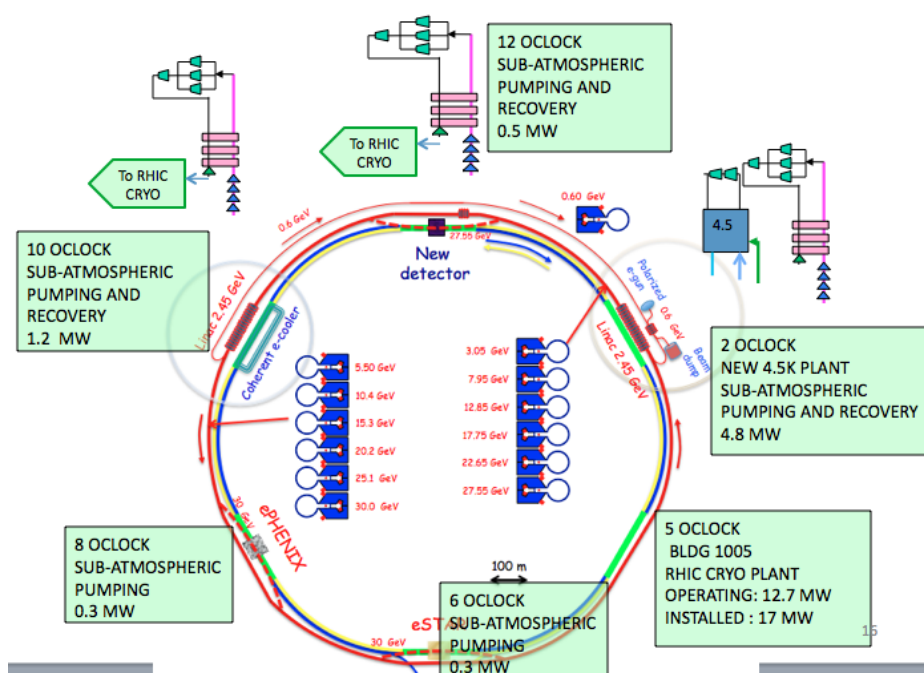 12 OCLOCK
SUB-ATMOSPHERIC
PUMPING AND
RECOVERY
0.5 MW
To RHIC
CRYO
To RHIC
CRYO
4.5
10 OCLOCK
SUB-ATMOSPHERIC
PUMPING AND
RECOVERY
1.2 MW
0.6 GeV
0.60 GeV
27.55 GeV
New
detector
Linac 2.45 GeV
Coherent e-cooler
Polarized
e-gun
0.6 GeV
Beam
dump
Linac 2.45 GeV
2 OCLOCK
NEW 4.5K PLANT
SUB-ATMOSPHERIC
PUMPING AND RECOVERY
4.8 MW
5.50 GeV
10.4 GeV
15.3 GeV
20.2 GeV
25.1 GeV
30.0 GeV
3.05 GeV
7.95 GeV
12.85 GeV
17.75 GeV
22.65 GeV
27.55 GeV
8 OCLOCK
SUB-ATMOSPHERIC
PUMPING
0.3 MW
30 GeV
ePHENIX
100 m
6 OCLOCK
SUB-ATMOSPHERIC
PUMPING
0.3 MW
eSTA
30 GeV
5 OCLOCK
BLDG 1005
RHIC CRYO PLANT
OPERATING: 12.7 MW
INSTALLED : 17 MW